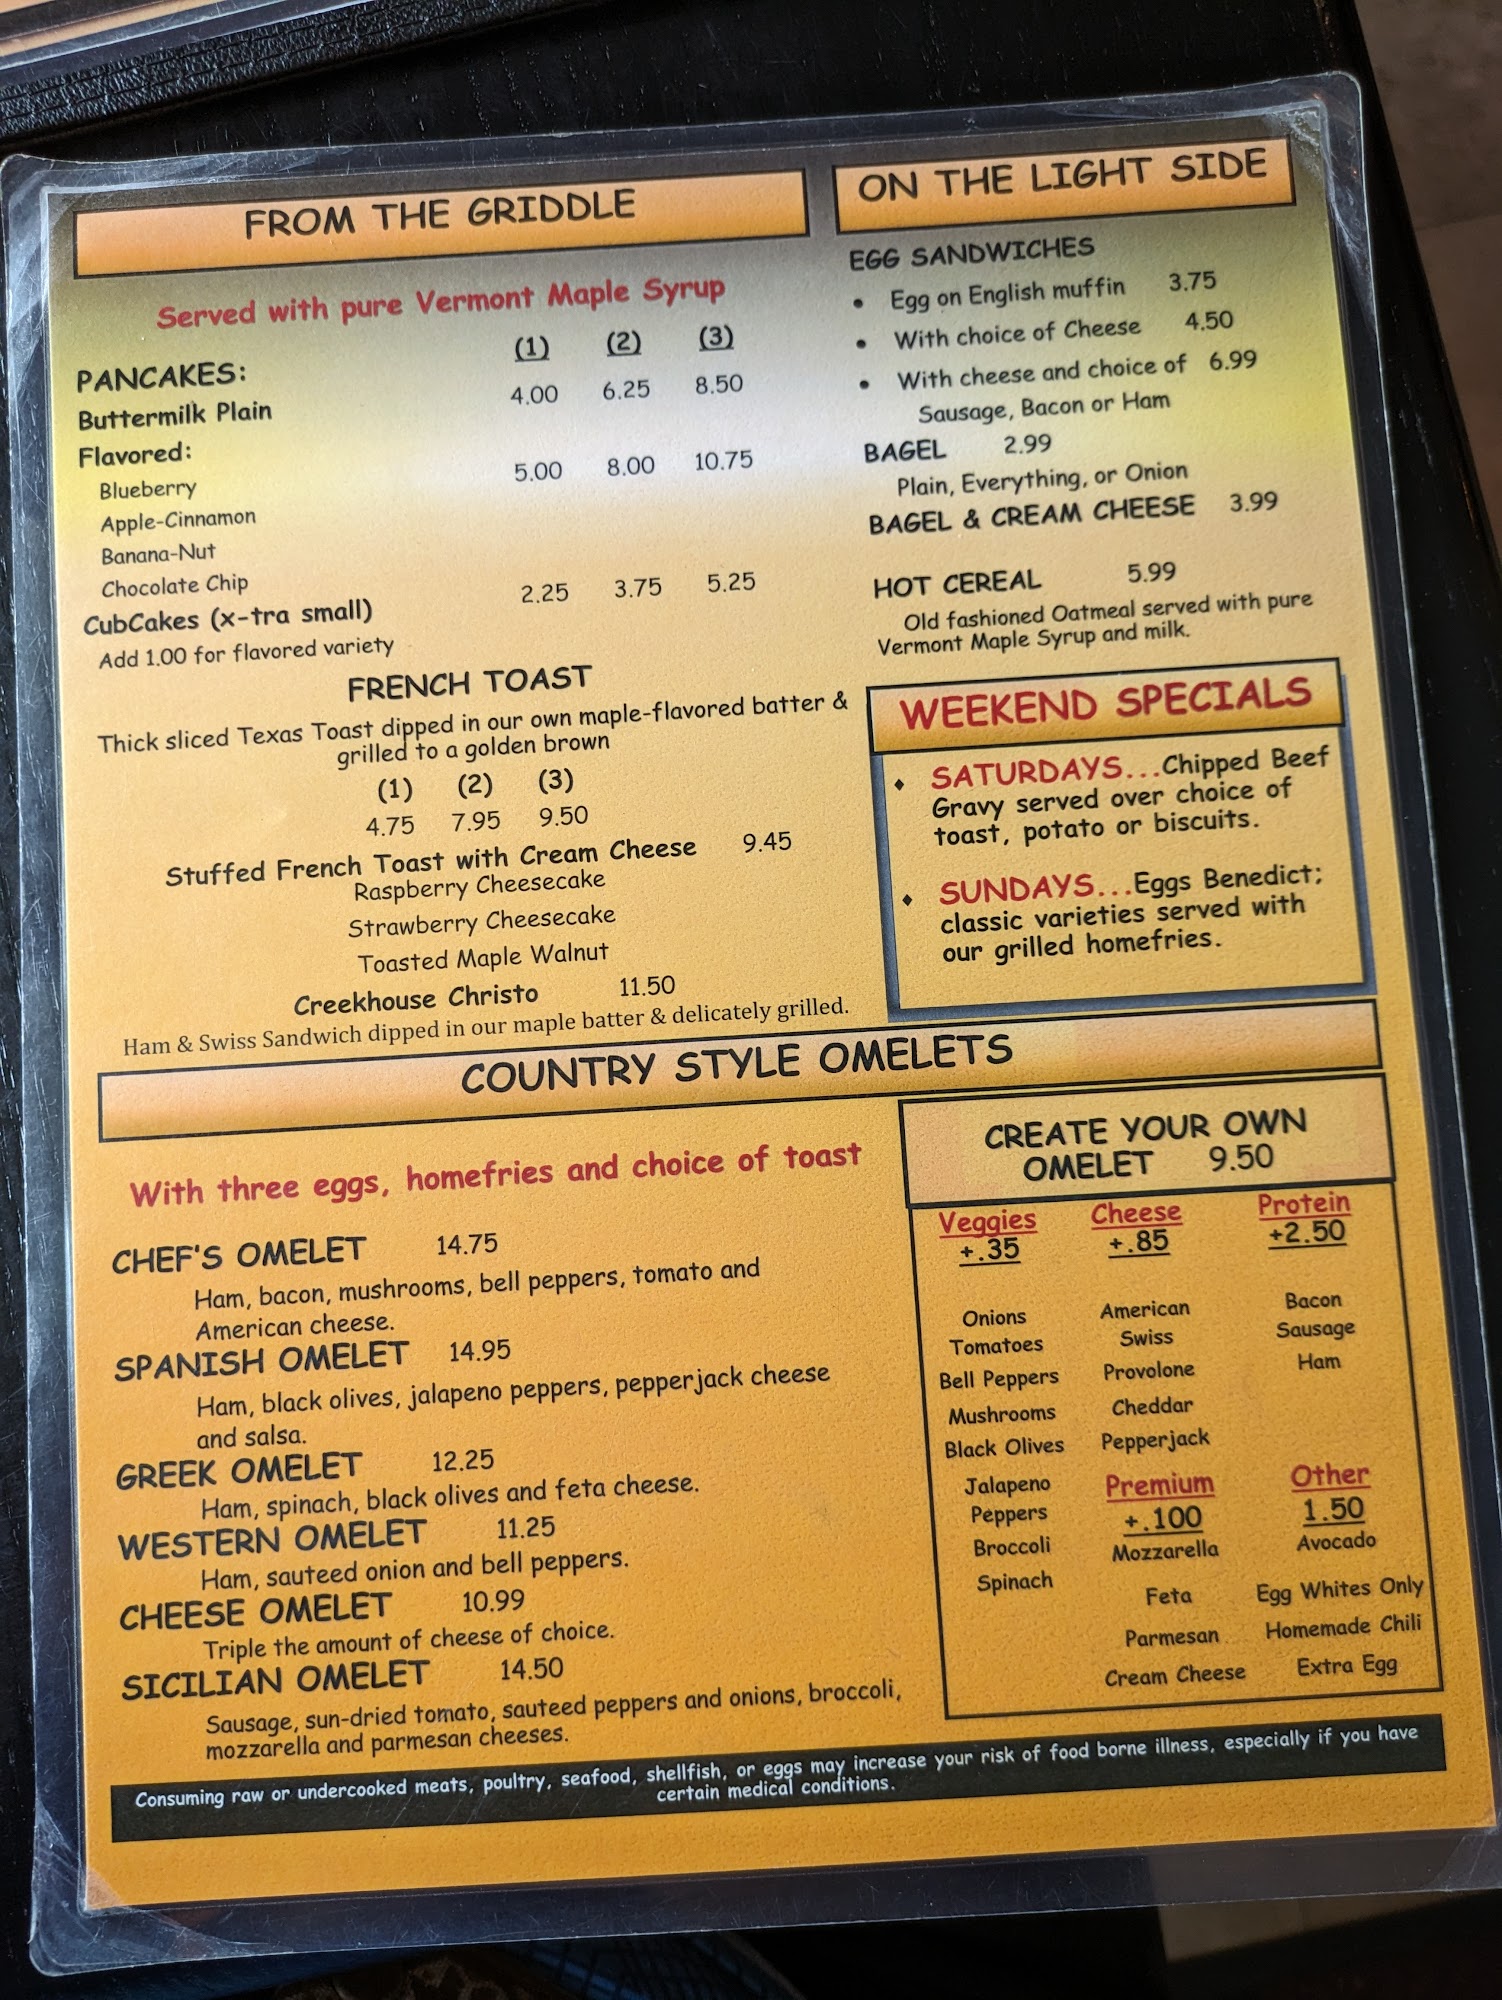 FROM THE GRIDDLE
Served with pure Vermont Maple Syrup
(1) (2) (3)
PANCAKES:
Buttermilk Plain 4.00 6.25 8.50
Flavored: 5.00 8.00 10.75
Blueberry
Apple-Cinnamon
Banana-Nut
Chocolate Chip
CubCakes (x-tra small) 2.25 3.75 5.25
Add 1.00 for flavored variety
FRENCH TOAST
Thick sliced Texas Toast dipped in our own maple-flavored batter &
grilled to a golden brown
(1) (2) (3)
4.75 7.95 9.50
Stuffed French Toast with Cream Cheese 9.45
Raspberry Cheesecake
Strawberry Cheesecake
Toasted Maple Walnut
Creekhouse Christo 11.50
Ham & Swiss Sandwich dipped in our maple batter & delicately grilled.
ON THE LIGHT SIDE
EGG SANDWICHES
• Egg on English muffin 3.75
• With choice of Cheese 4.50
• With cheese and choice of 6.99
Sausage, Bacon or Ham
BAGEL 2.99
Plain, Everything, or Onion
BAGEL & CREAM CHEESE 3.99
HOT CEREAL 5.99
Old fashioned Oatmeal served with pure
Vermont Maple Syrup and milk.
WEEKEND SPECIALS
♦ SATURDAYS...Chipped Beef
Gravy served over choice of
toast, potato or biscuits.
♦ SUNDAYS...Eggs Benedict;
classic varieties served with
our grilled homefries.
COUNTRY STYLE OMELETS
With three eggs, homefries and choice of toast
CHEF'S OMELET 14.75
Ham, bacon, mushrooms, bell peppers, tomato and
American cheese.
SPANISH OMELET 14.95
Ham, black olives, jalapeno peppers, pepperjack cheese
and salsa.
GREEK OMELET 12.25
Ham, spinach, black olives and feta cheese.
WESTERN OMELET 11.25
Ham, sauteed onion and bell peppers.
CHEESE OMELET 10.99
Triple the amount of cheese of choice.
SICILIAN OMELET 14.50
Sausage, sun-dried tomato, sauteed peppers and onions, broccoli,
mozzarella and parmesan cheeses.
CREATE YOUR OWN
OMELET 9.50
Veggies
+.35
Onions
Tomatoes
Bell Peppers
Mushrooms
Black Olives
Jalapeno
Peppers
Broccoli
Spinach
Cheese
+.85
American
Swiss
Provolone
Cheddar
Pepperjack
Premium
+.100
Mozzarella
Feta
Parmesan
Cream Cheese
Protein
+2.50
Bacon
Sausage
Ham
Other
1.50
Avocado
Egg Whites Only
Homemade Chili
Extra Egg
Consuming raw or undercooked meats, poultry, seafood, shellfish, or eggs may increase your risk of food borne illness, especially if you have
certain medical conditions.